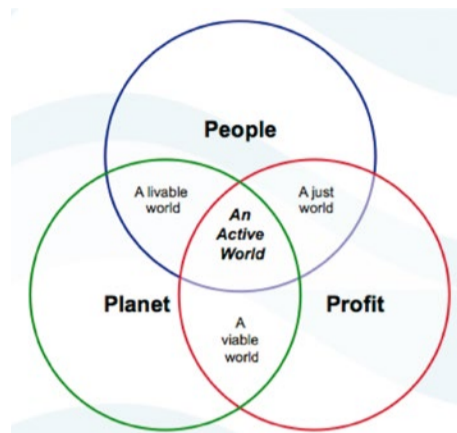 People
A livable
world
A just
world
An
Active
World
Planet
Profit
A
viable
world